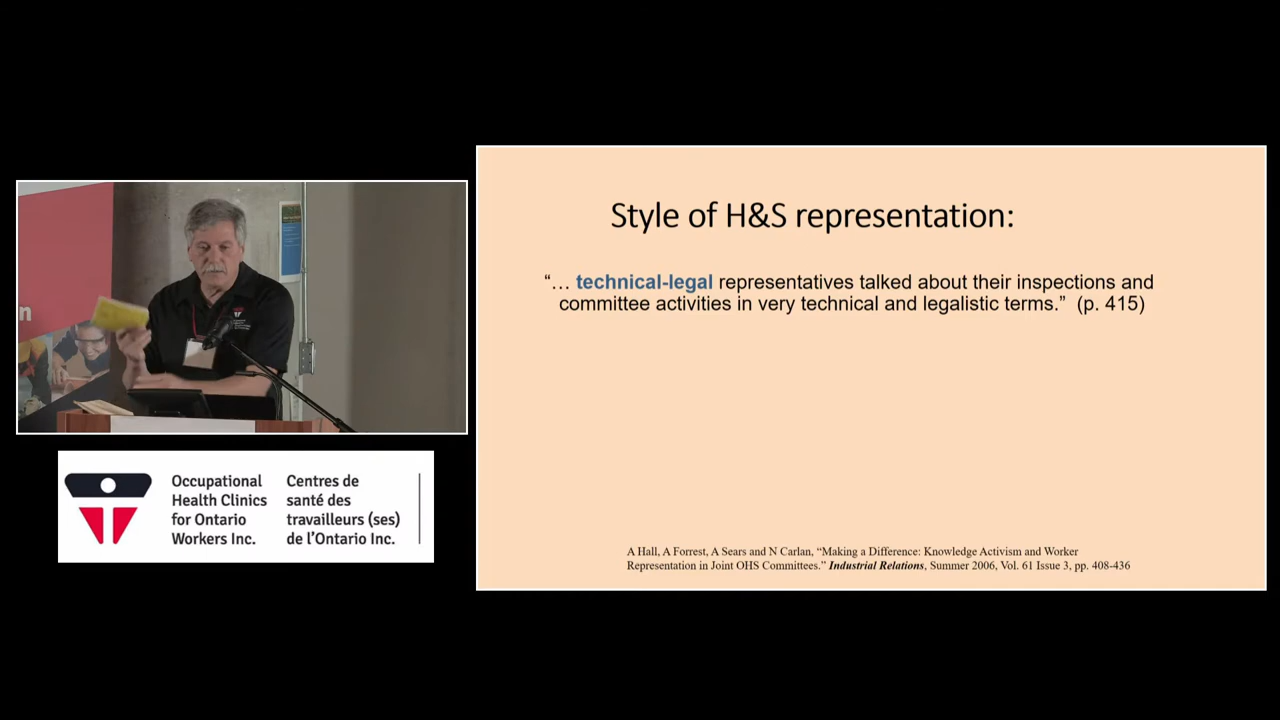 Style of H&S representation:
“… technical-legal representatives talked about their inspections and
committee activities in very technical and legalistic terms.” (p. 415)
A Hall, A Forrest, A Sears and N Carlan, “Making a Difference: Knowledge Activism and Worker
Representation in Joint OHS Committees.” Industrial Relations, Summer 2006, Vol. 61 Issue 3, pp. 408-436
n
Occupational
Health Clinics
for Ontario
Workers Inc.
Centres de
santé des
travailleurs (ses)
de l’Ontario Inc.